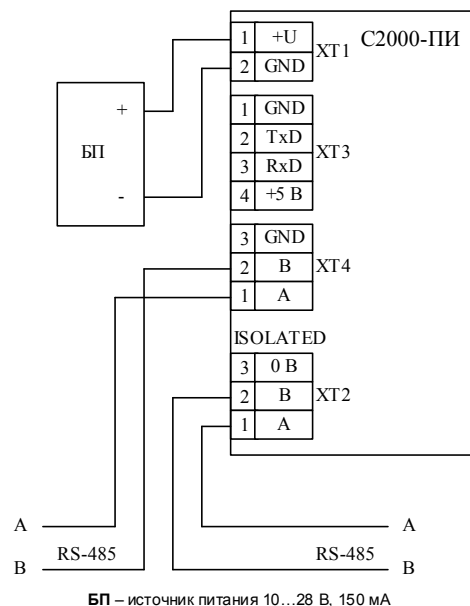 С2000-ПИ
1 +U
2 GND
XT1
БП
+
-
1 GND
2 TxD
3 RxD
4 +5 В
XT3
3 GND
2 B
1 A
XT4
ISOLATED
3 0 В
2 B
1 A
XT2
A
B
RS-485
RS-485
A
B
БП – источник питания 10...28 В, 150 мА